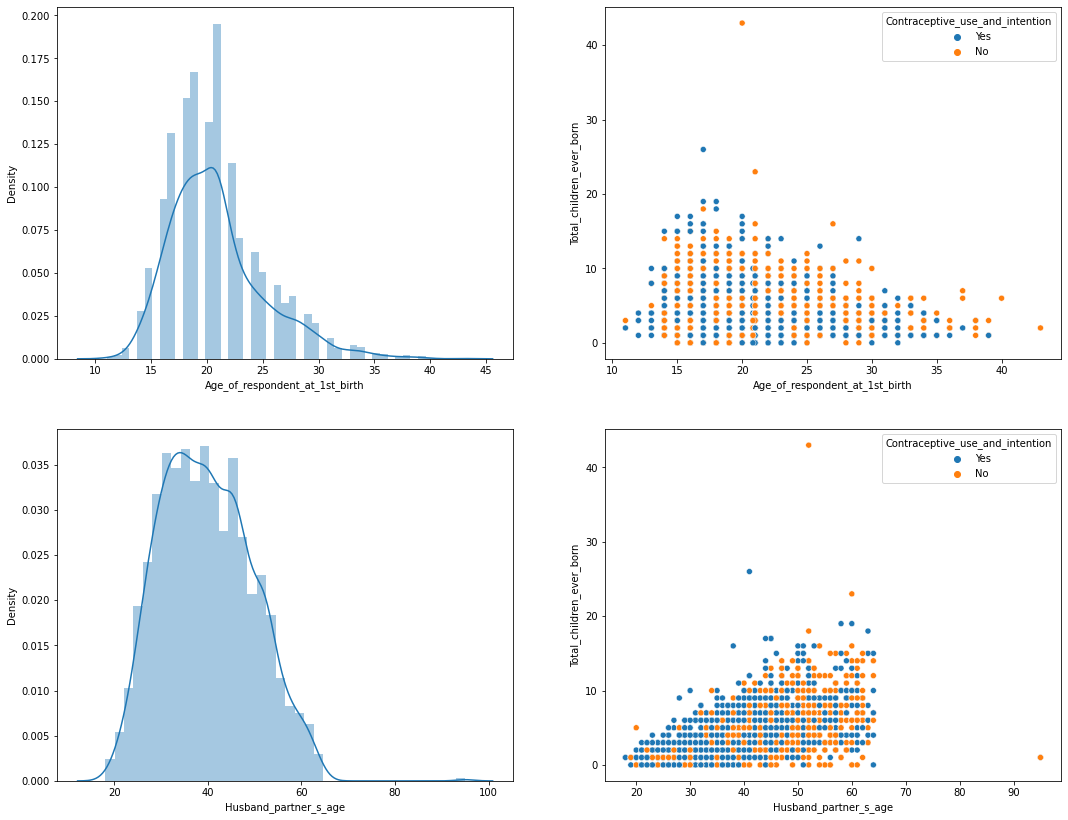 0.200
0.175
0.150
0.125
0.100
0.075
0.050
0.025
0.000
Density
10 15 20 25 30 35 40 45
Age_of_respondent_at_1st_birth
Contraceptive_use_and_intention
Yes
No
40
30
20
10
0
Total_children_ever_born
10 15 20 25 30 35 40
Age_of_respondent_at_1st_birth
0.035
0.030
0.025
0.020
0.015
0.010
0.005
0.000
Density
20 40 60 80 100
Husband_partner_s_age
Contraceptive_use_and_intention
Yes
No
40
30
20
10
0
Total_children_ever_born
20 30 40 50 60 70 80 90
Husband_partner_s_age